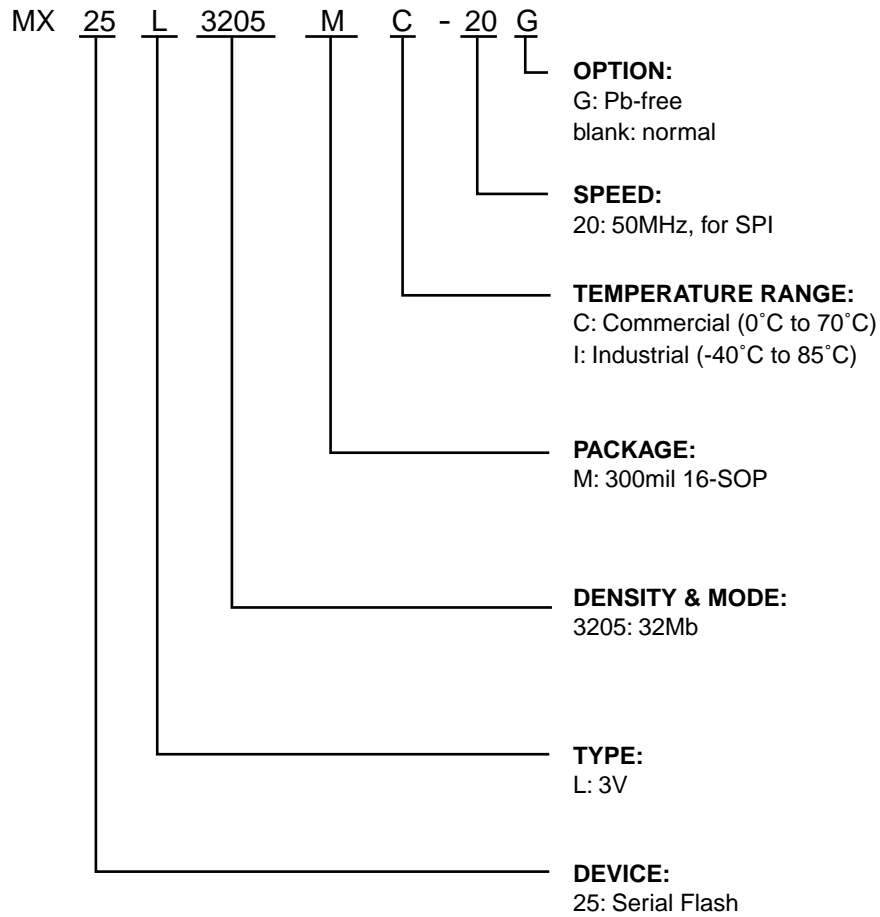 MX 25 L 3205 M C - 20 G
OPTION:
G: Pb-free
blank: normal
SPEED:
20: 50MHz, for SPI
TEMPERATURE RANGE:
C: Commercial (0˚C to 70˚C)
I: Industrial (-40˚C to 85˚C)
PACKAGE:
M: 300mil 16-SOP
DENSITY & MODE:
3205: 32Mb
TYPE:
L: 3V
DEVICE:
25: Serial Flash